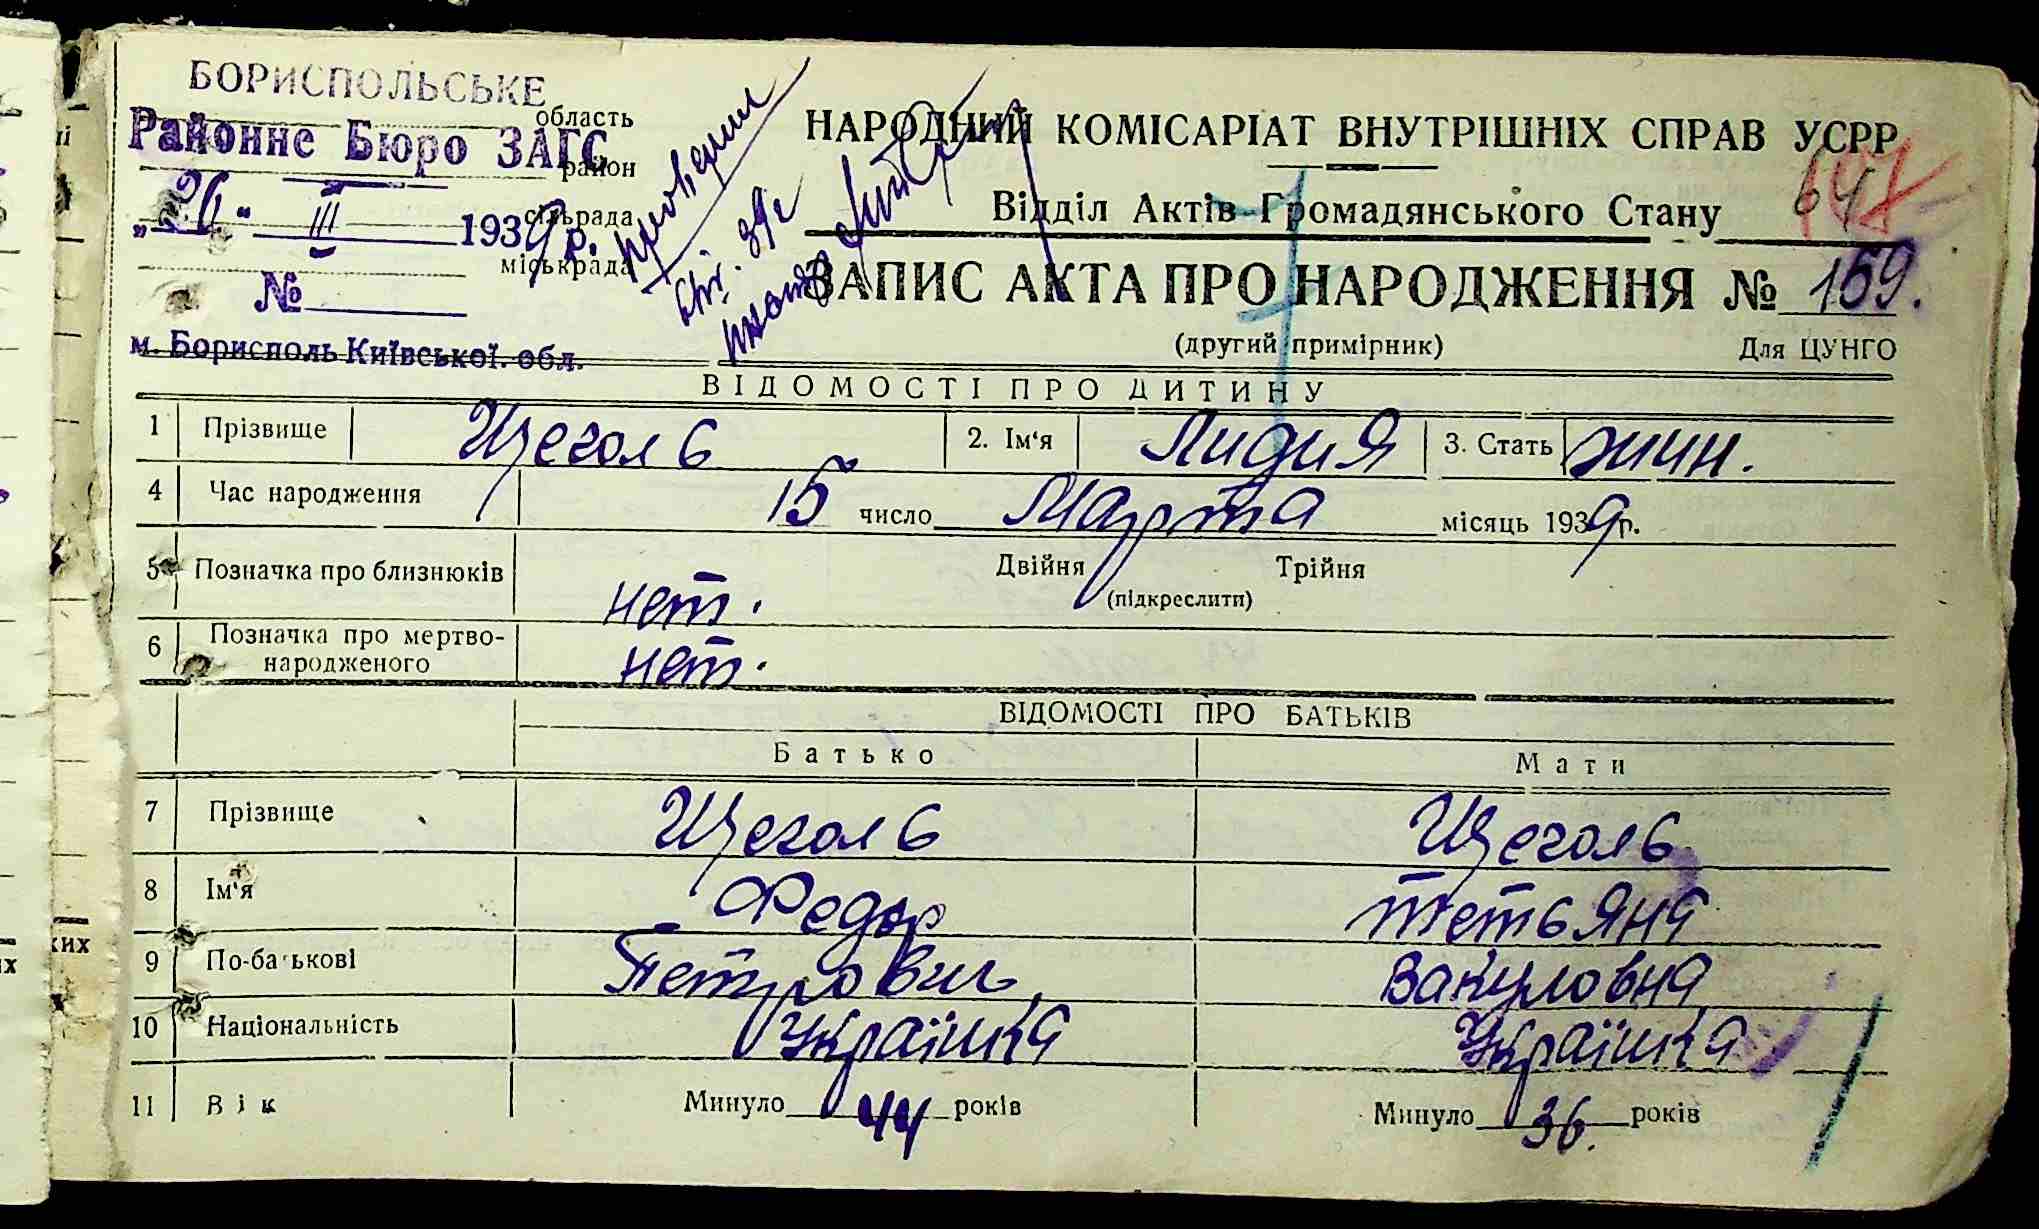 БОРИСПОЛЬСЬКЕ
область
Районне Бюро ЗАГС
район
„26“ III 1939 р.
сільрада
міськрада
№
м. Борисполь Київської. обл.
НАРОДНИЙ КОМІСАРІАТ ВНУТРІШНІХ СПРАВ УСРР
Відділ Актів Громадянського Стану 64
ЗАПИС АКТА ПРО НАРОДЖЕННЯ № 159.
(другий примірник) Для ЦУНГО
ВІДОМОСТІ ПРО ДИТИНУ
1 Прізвище Щеголь 2. Ім'я Лидия 3. Стать жин.
4 Час народження 15 число Марта місяць 1939 р.
5 Позначка про близнюків нет. Двійня Трійня
(підкреслити)
6 Позначка про мертво-
народженого нет.
ВІДОМОСТІ ПРО БАТЬКІВ
Батько Мати
7 Прізвище Щеголь Щеголь
8 Ім'я Федор Тетьяна
9 По-батькові Петрович Вакуловна
10 Національність Українка Українка
11 Вік Минуло 44 років Минуло 36. років